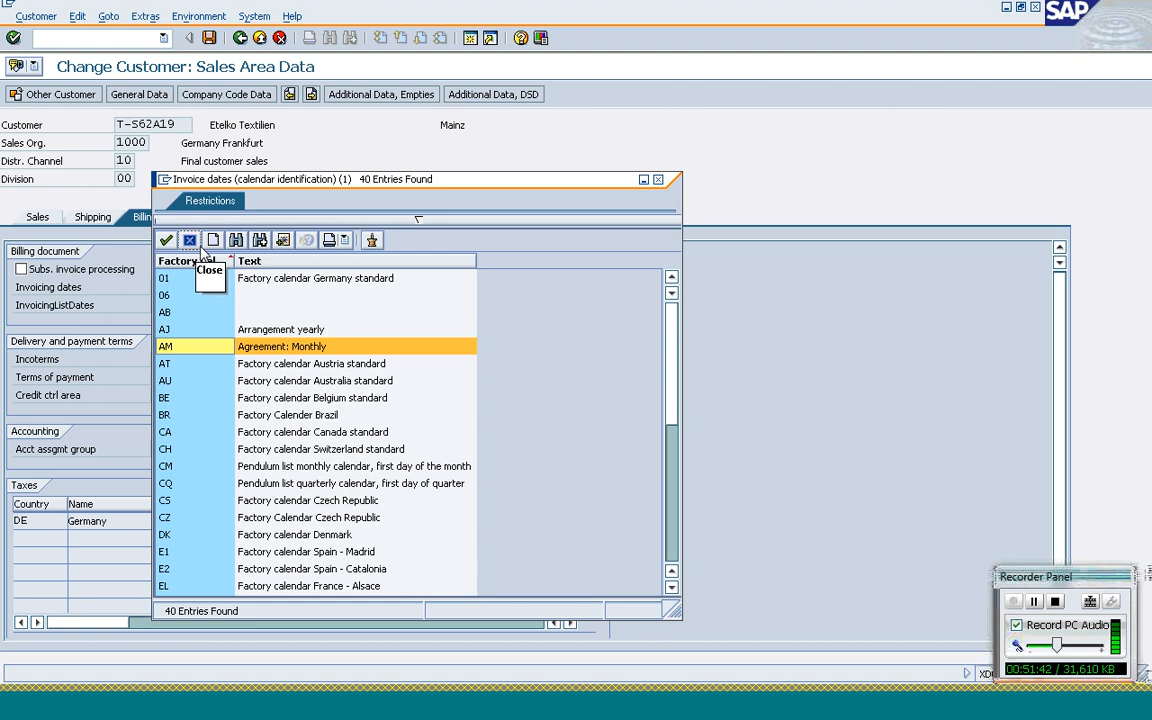 Customer Edit Goto Extras Environment System Help
SAP
Change Customer: Sales Area Data
Other Customer General Data Company Code Data Additional Data, Empties Additional Data, DSD
Customer T-S62A19 Etelko Textilien Mainz
Sales Org. 1000 Germany Frankfurt
Distr. Channel 10 Final customer sales
Division 00
Invoice dates (calendar identification) (1) 40 Entries Found
Restrictions
Sales Shipping
Billing document
Subs. invoice processing
Invoicing dates
InvoicingListDates
Delivery and payment terms
Incoterms
Terms of payment
Credit ctrl area
Accounting
Acct assgmt group
Taxes
Country Name
DE Germany
Text
Close
01 Factory calendar Germany standard
06
AB
AJ Arrangement yearly
AM Agreement: Monthly
AT Factory calendar Austria standard
AU Factory calendar Australia standard
BE Factory calendar Belgium standard
BR Factory Calender Brazil
CA Factory calendar Canada standard
CH Factory calendar Switzerland standard
CM Pendulum list monthly calendar, first day of the month
CQ Pendulum list quarterly calendar, first day of quarter
CS Factory calendar Czech Republic
CZ Factory Calendar Czech Republic
DK Factory calendar Denmark
E1 Factory calendar Spain - Madrid
E2 Factory calendar Spain - Catalonia
EL Factory calendar France - Alsace
40 Entries Found
Recorder Panel
Record PC Audio
00:51:42 / 31,610 KB